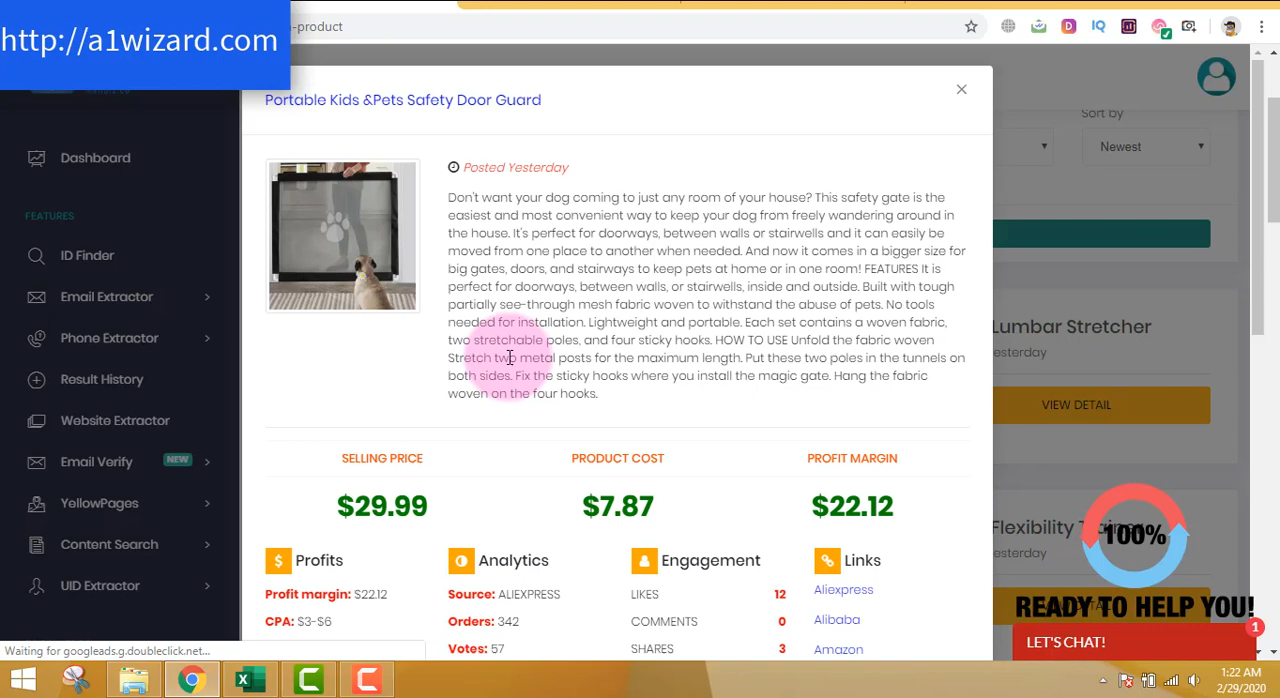 http://a1wizard.com
-product
Portable Kids &Pets Safety Door Guard
Posted Yesterday
Don't want your dog coming to just any room of your house? This safety gate is the
easiest and most convenient way to keep your dog from freely wandering around in
the house. It's perfect for doorways, between walls or stairwells and it can easily be
moved from one place to another when needed. And now it comes in a bigger size for
big gates, doors, and stairways to keep pets at home or in one room! FEATURES It is
perfect for doorways, between walls, or stairwells, inside and outside. Built with tough
partially see-through mesh fabric woven to withstand the abuse of pets. No tools
needed for installation. Lightweight and portable. Each set contains a woven fabric,
two stretchable poles, and four sticky hooks. HOW TO USE Unfold the fabric woven
Stretch two metal posts for the maximum length. Put these two poles in the tunnels on
both sides. Fix the sticky hooks where you install the magic gate. Hang the fabric
woven on the four hooks.
SELLING PRICE PRODUCT COST PROFIT MARGIN
$29.99 $7.87 $22.12
$ Profits
Profit margin: $22.12
CPA: $3-$6
Analytics
Source: ALIEXPRESS
Orders: 342
Votes: 57
Engagement
LIKES 12
COMMENTS 0
SHARES 3
Links
Aliexpress
Alibaba
Amazon
Dashboard
FEATURES
ID Finder
Email Extractor
Phone Extractor
Result History
Website Extractor
Email Verify NEW
YellowPages
Content Search
UID Extractor
Sort by
Newest
Lumbar Stretcher
esterday
VIEW DETAIL
Flexibility Trainer
esterday
100%
READY TO HELP YOU!
LET'S CHAT!
1
Waiting for googleads.g.doubleclick.net...
1:22 AM
2/29/2020